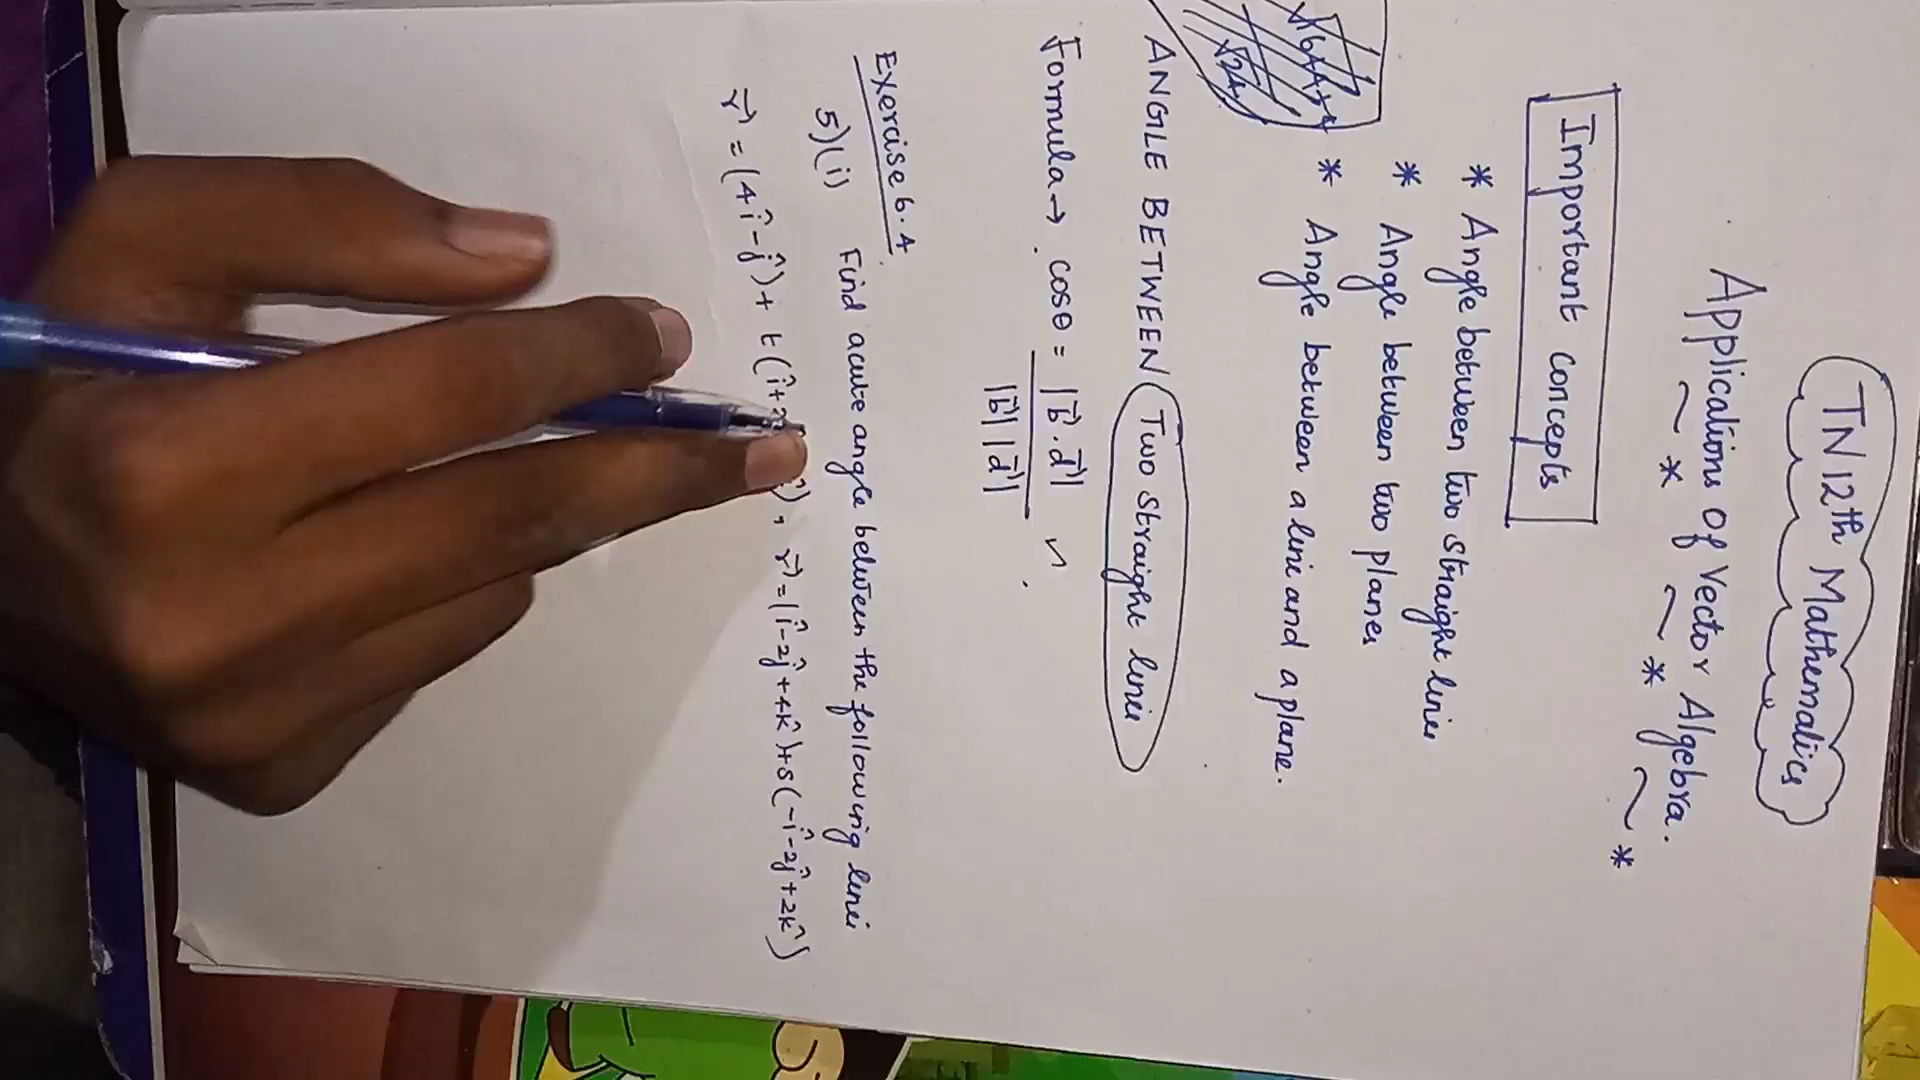 TN 12th Mathematics
Applications Of Vector Algebra.
~ * ~ * ~ *
Important concepts
* Angle between two straight lines
* Angle between two planes
* Angle between a line and a plane.
ANGLE BETWEEN Two straight lines
Formula → cosθ = |b⃗.d⃗| / |b⃗| |d⃗|
Exercise 6.4
5)(i) Find acute angle between the following lines
r⃗ = (4î-ĵ)+ t(î+ ), r⃗ = (î-2ĵ+4k̂)+s(-î-2ĵ+2k̂)